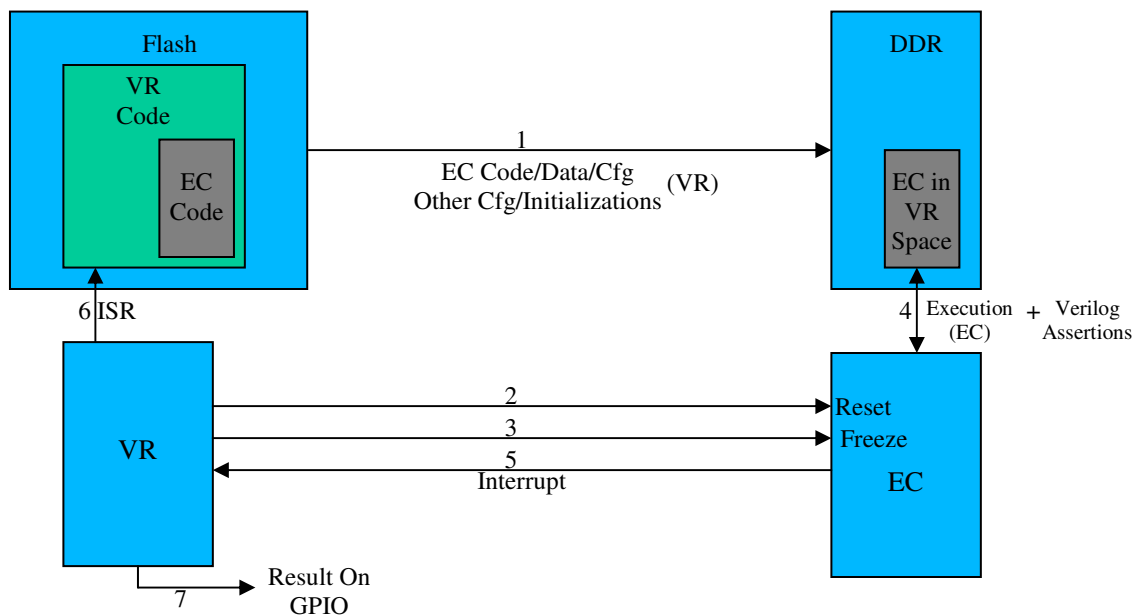 Flash
VR
Code
EC
Code
1
EC Code/Data/Cfg
Other Cfg/Initializations
(VR)
DDR
EC in
VR
Space
6 ISR
4
Execution
(EC)
+
Verilog
Assertions
VR
2
Reset
3
Freeze
5
Interrupt
EC
7
Result On
GPIO